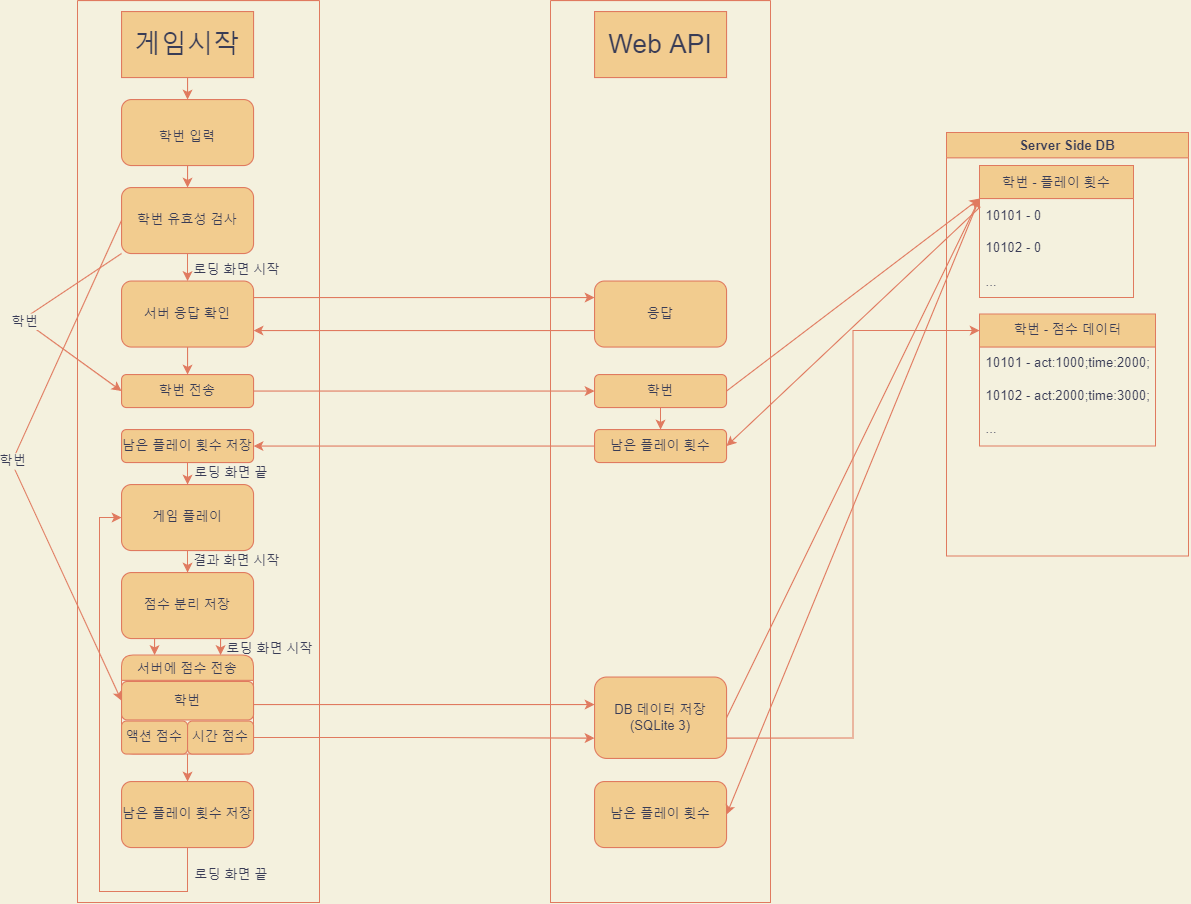 게임시작
학번 입력
학번 유효성 검사
로딩 화면 시작
서버 응답 확인
학번
학번 전송
남은 플레이 횟수 저장
로딩 화면 끝
학번
게임 플레이
결과 화면 시작
점수 분리 저장
로딩 화면 시작
서버에 점수 전송
학번
액션 점수
시간 점수
남은 플레이 횟수 저장
로딩 화면 끝
Web API
응답
학번
남은 플레이 횟수
DB 데이터 저장
(SQLite 3)
남은 플레이 횟수
Server Side DB
학번 - 플레이 횟수
10101 - 0
10102 - 0
...
학번 - 점수 데이터
10101 - act:1000;time:2000;
10102 - act:2000;time:3000;
...